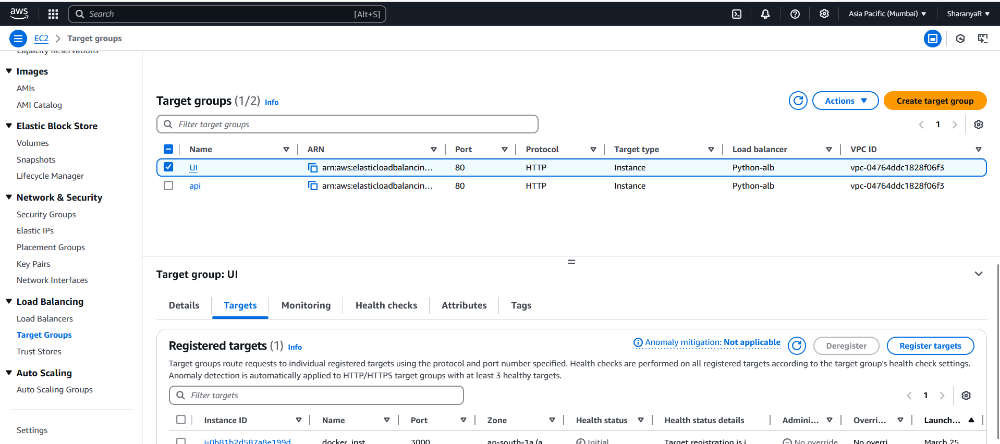 aws
Search
[Alt+S]
Asia Pacific (Mumbai)
SharanyaR
EC2
Target groups
Capacity Reservations
Images
AMIs
AMI Catalog
Elastic Block Store
Volumes
Snapshots
Lifecycle Manager
Network & Security
Security Groups
Elastic IPs
Placement Groups
Key Pairs
Network Interfaces
Load Balancing
Load Balancers
Target Groups
Trust Stores
Auto Scaling
Auto Scaling Groups
Settings
Target groups (1/2) Info
Actions
Create target group
Filter target groups
1
Name ARN Port Protocol Target type Load balancer VPC ID
UI arn:aws:elasticloadbalancin... 80 HTTP Instance Python-alb vpc-04764ddc1828f06f3
api arn:aws:elasticloadbalancin... 80 HTTP Instance Python-alb vpc-04764ddc1828f06f3
Target group: UI
Details Targets Monitoring Health checks Attributes Tags
Registered targets (1) Info
Anomaly mitigation: Not applicable
Deregister
Register targets
Target groups route requests to individual registered targets using the protocol and port number specified. Health checks are performed on all registered targets according to the target group's health check settings.
Anomaly detection is automatically applied to HTTP/HTTPS target groups with at least 3 healthy targets.
Filter targets
1
Instance ID Name Port Zone Health status Health status details Admini... Overri... Launch...
i-0b81b2d587a8e199d docker_inst 3000 ap-south-1a (a Initial Target registration is i No override No overri March 25